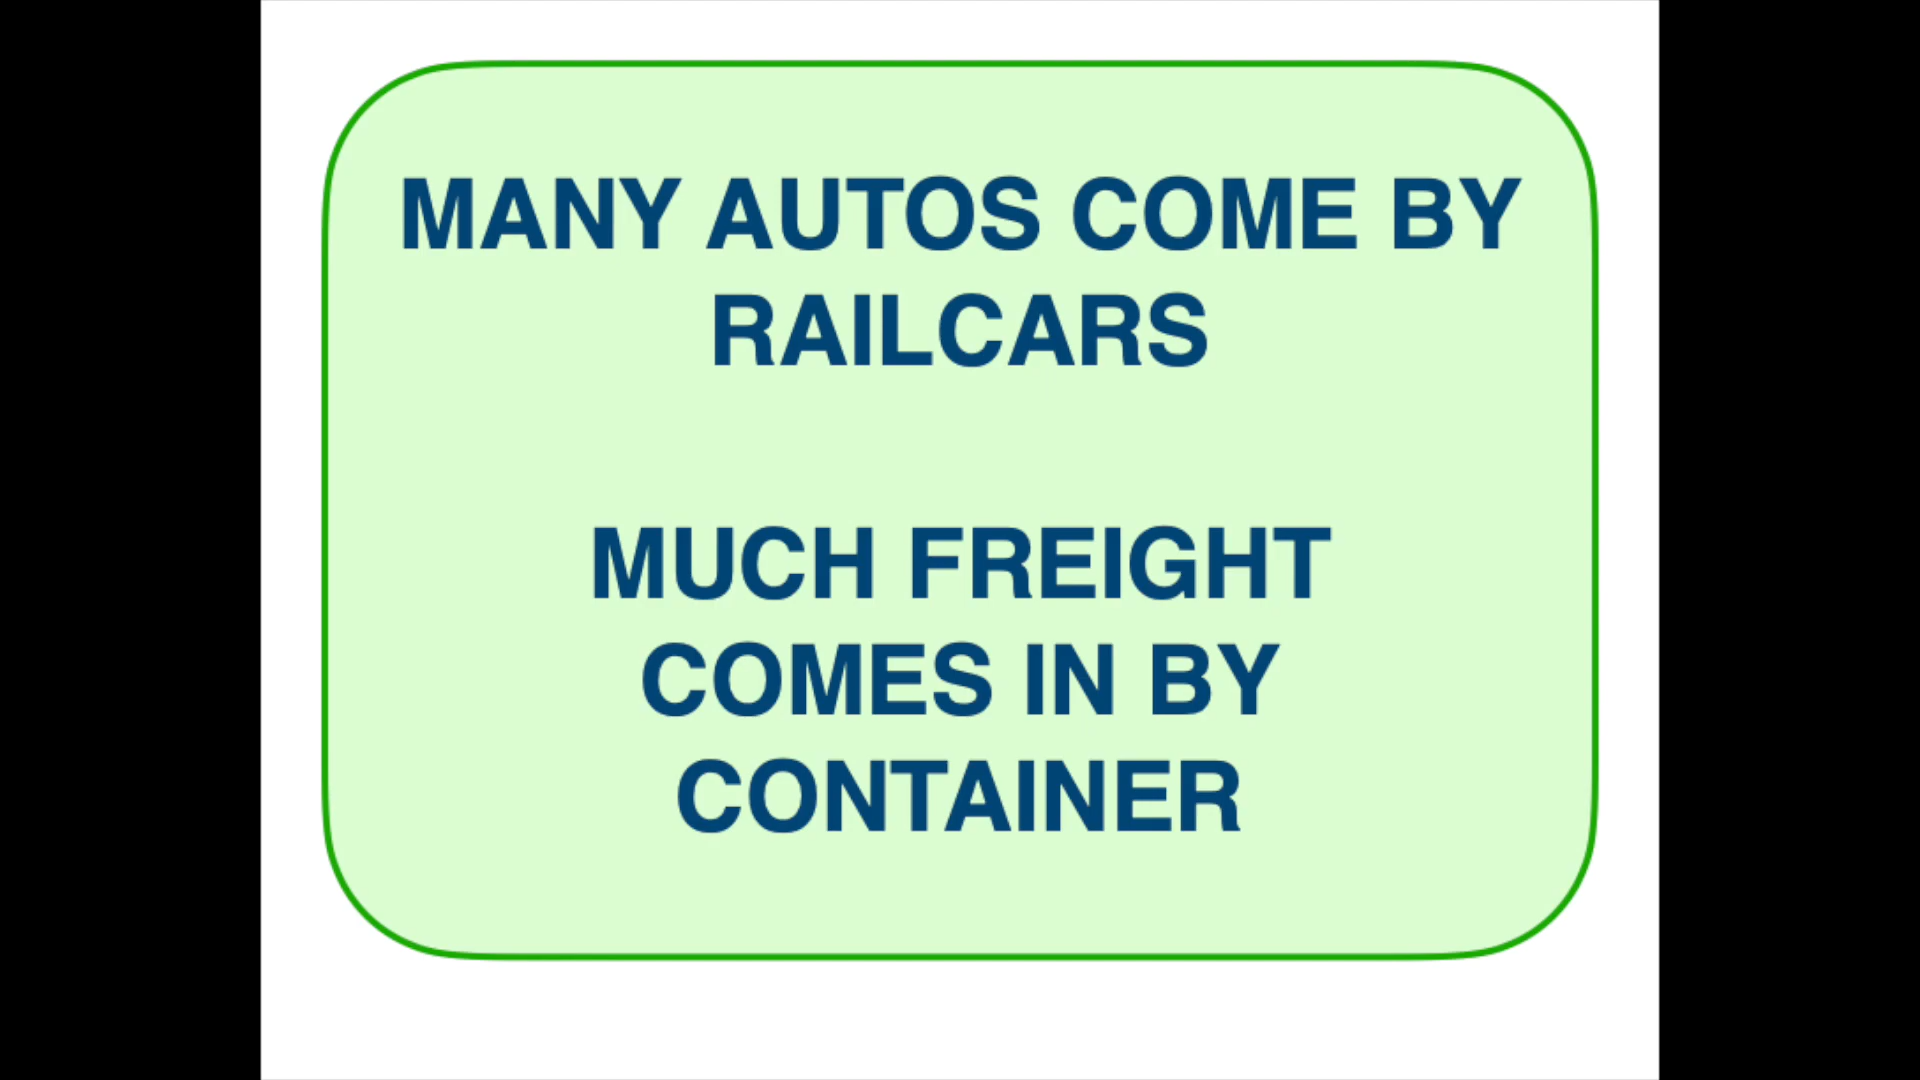 MANY AUTOS COME BY
RAILCARS
MUCH FREIGHT
COMES IN BY
CONTAINER